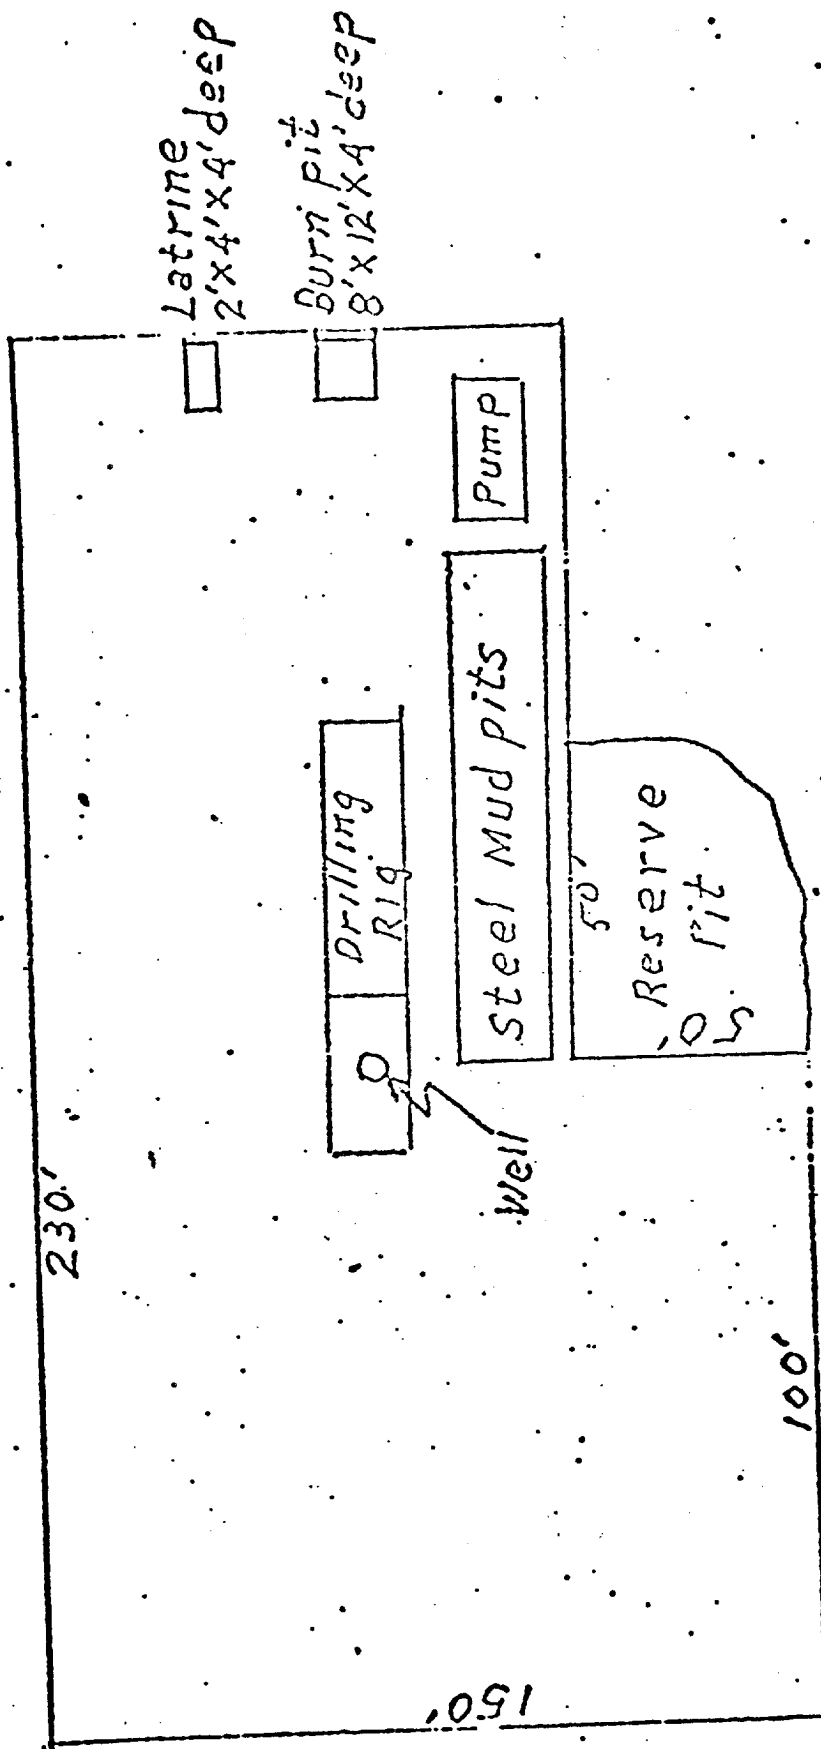 230'
Latrine
2'x4'x4' deep
Burn pit
8'x12'x4' deep
Drilling
Rig
Pump
Steel Mud pits
Well
50'
Reserve
Pit
50'
150'
100'